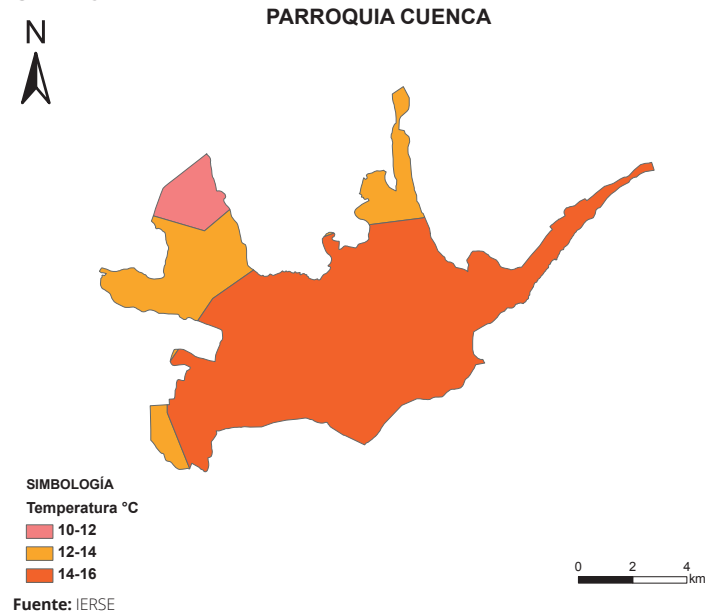 PARROQUIA CUENCA
N
SIMBOLOGÍA
Temperatura °C
10-12
12-14
14-16
0 2 4
km
Fuente: IERSE